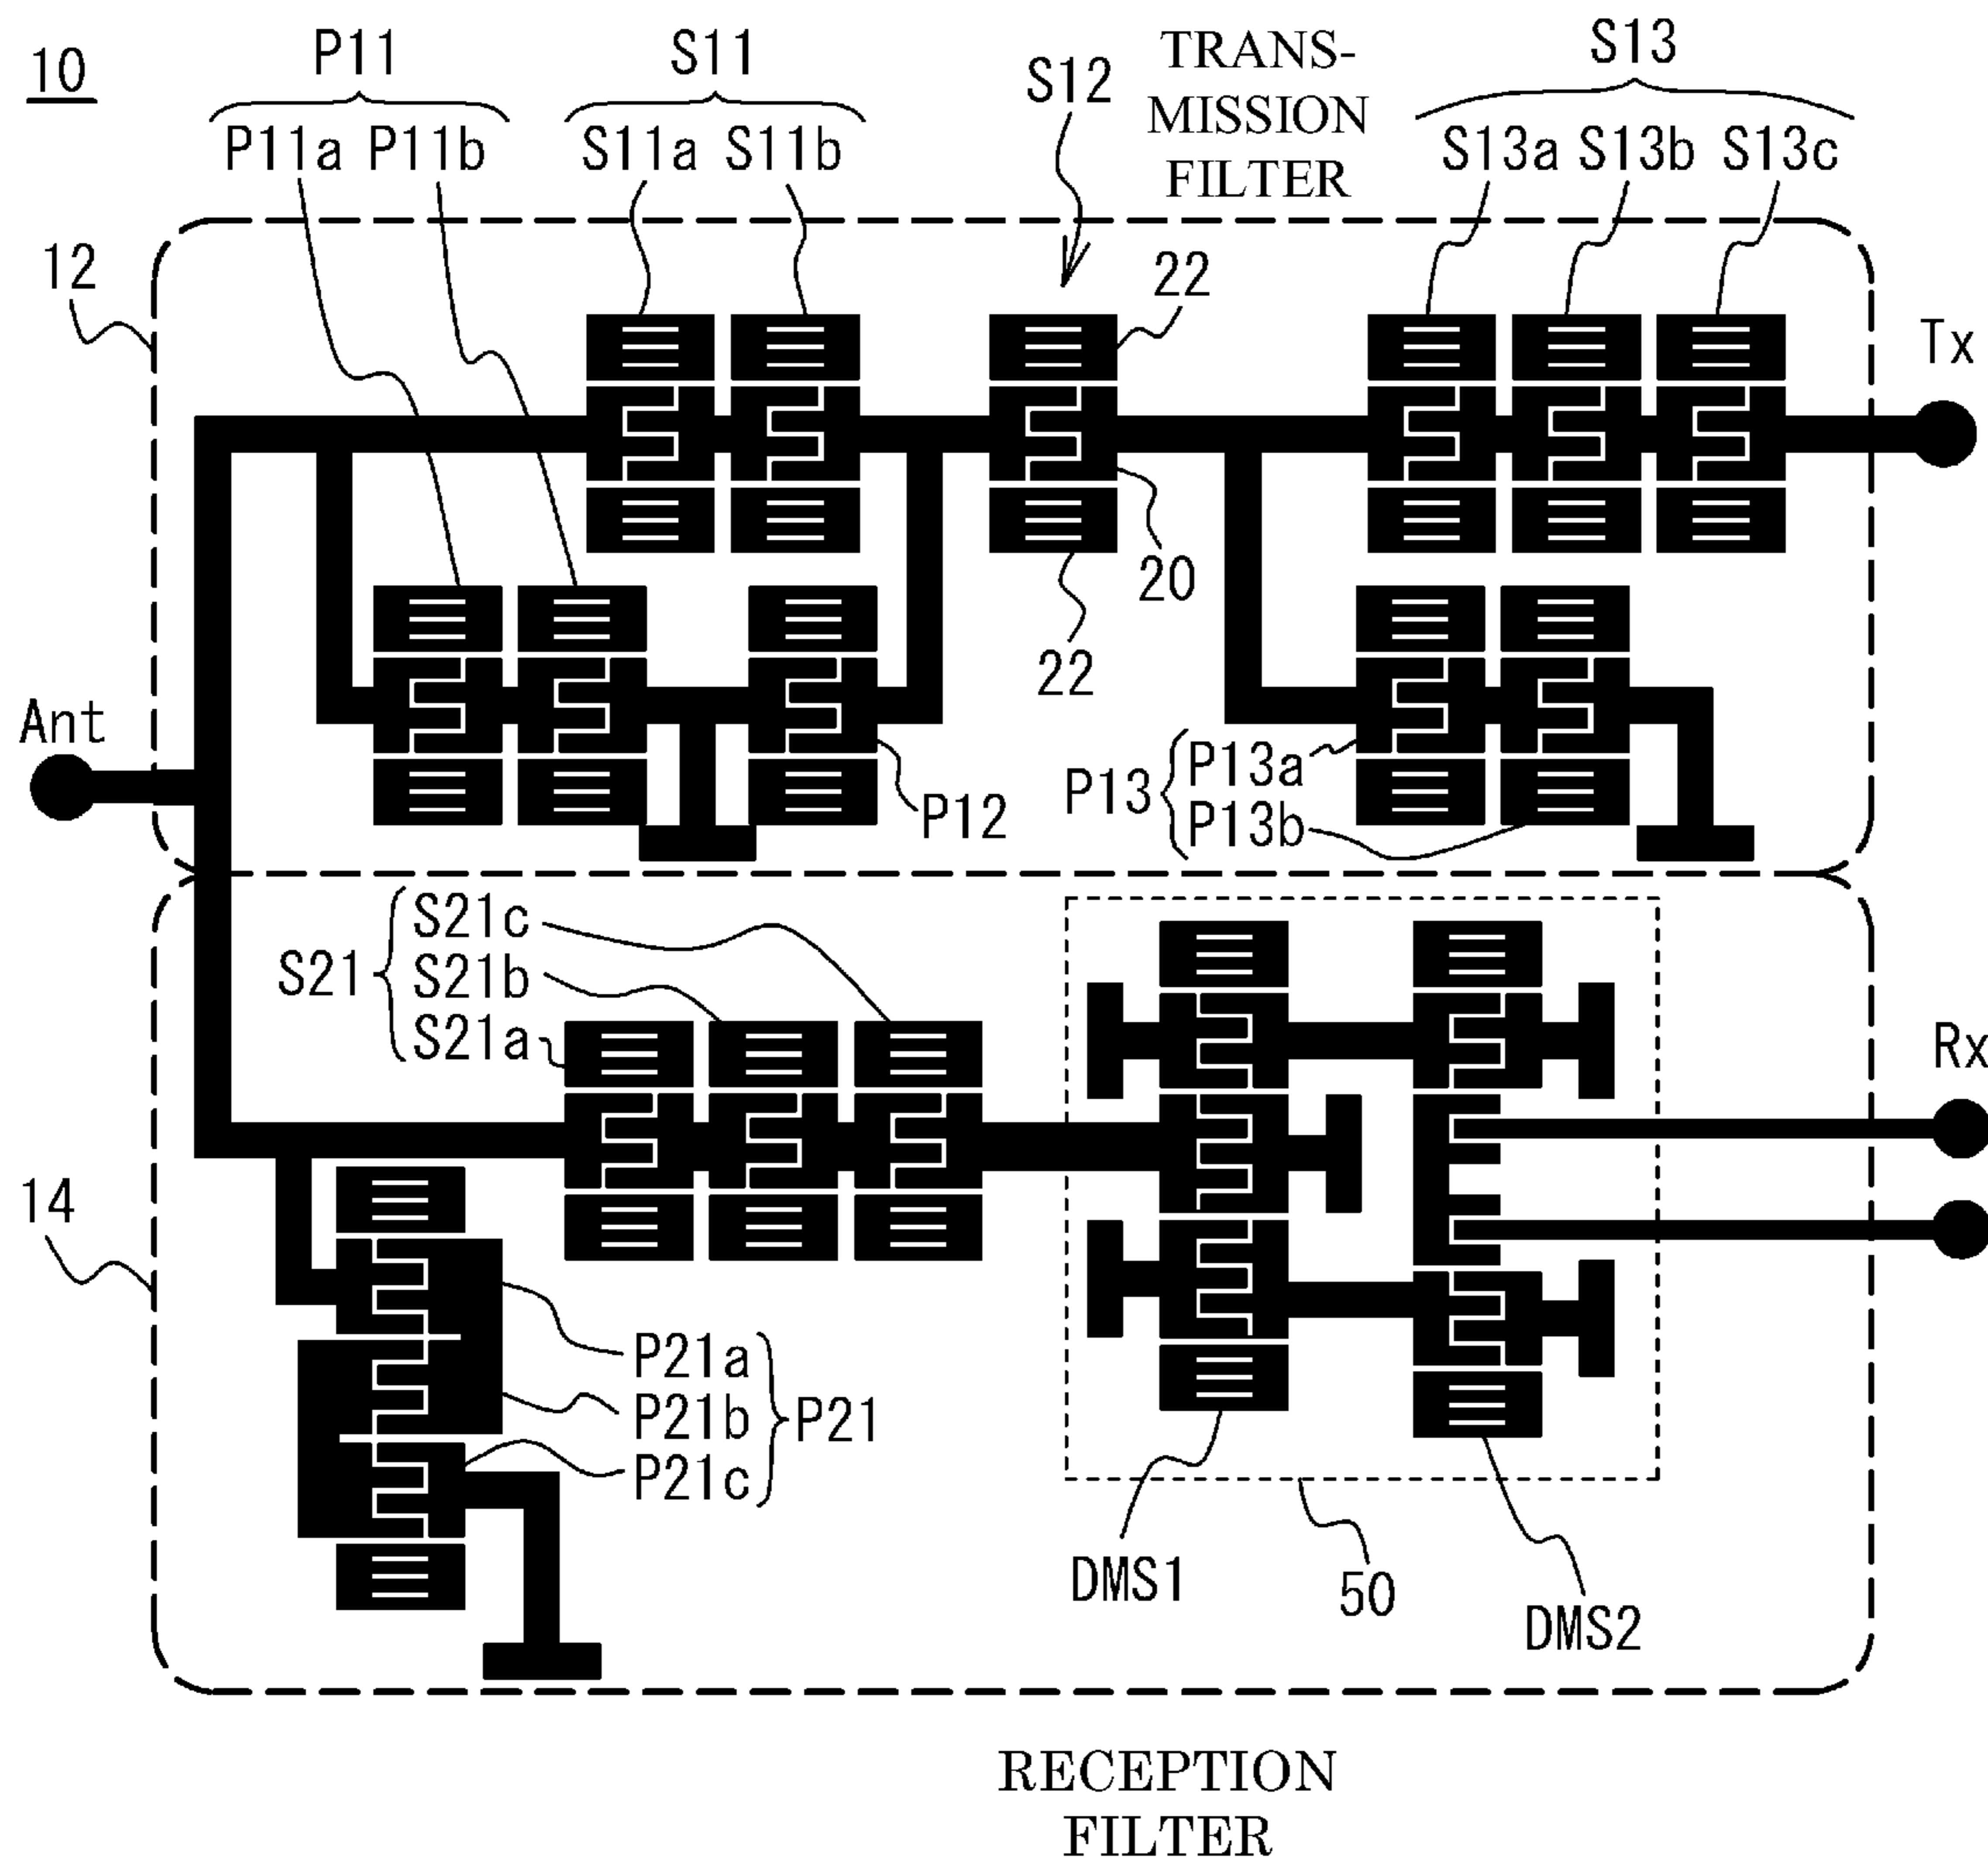 10
P11
S11
S12
TRANS-
MISSION
FILTER
S13
P11a P11b
S11a S11b
S13a S13b S13c
12
22
Tx
20
22
Ant
P12
P13
P13a
P13b
S21
S21c
S21b
S21a
Rx
14
P21a
P21b
P21c
P21
DMS1
50
DMS2
RECEPTION
FILTER